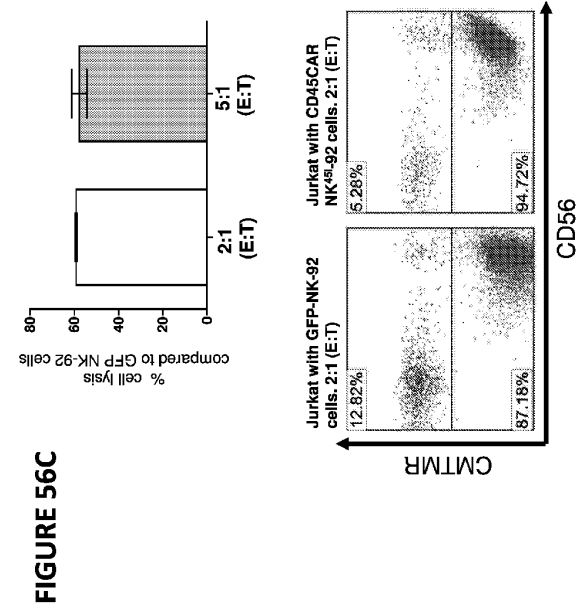 FIGURE 56C
% cell lysis
compared to GFP NK-92 cells
80
60
40
20
0
2:1
(E:T)
5:1
(E:T)
Jurkat with GFP-NK-92
cells. 2:1 (E:T)
Jurkat with CD45CAR
NK45i-92 cells. 2:1 (E:T)
12.82%
87.18%
5.28%
94.72%
CMTMR
CD56